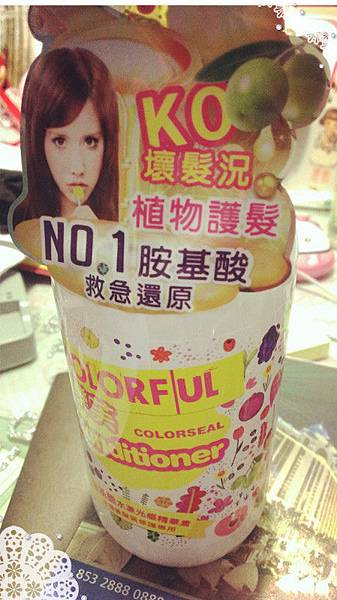 KO
壞髮況
植物護髮
NO.1胺基酸
救急還原
COLORFUL
COLORSEAL
Conditioner
853 2888 088